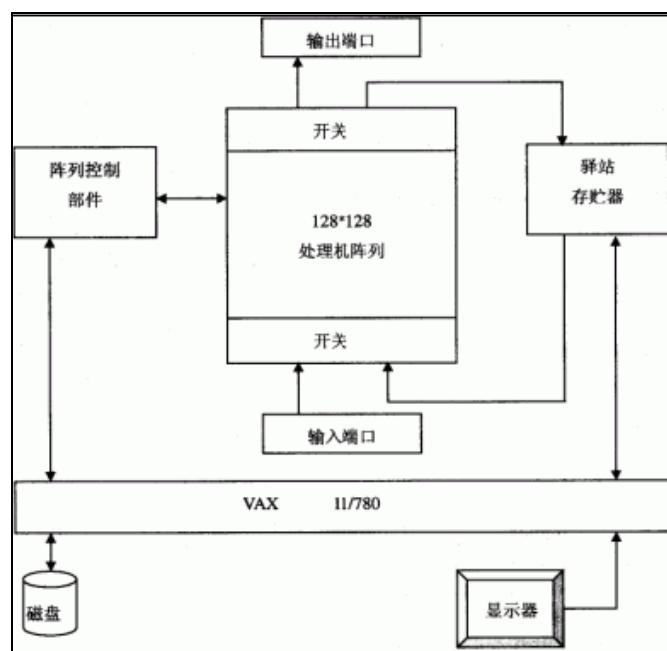 输出端口
开关
阵列控制
部件
驿站
存贮器
128*128
处理机阵列
开关
输入端口
VAX 11/780
磁盘
显示器